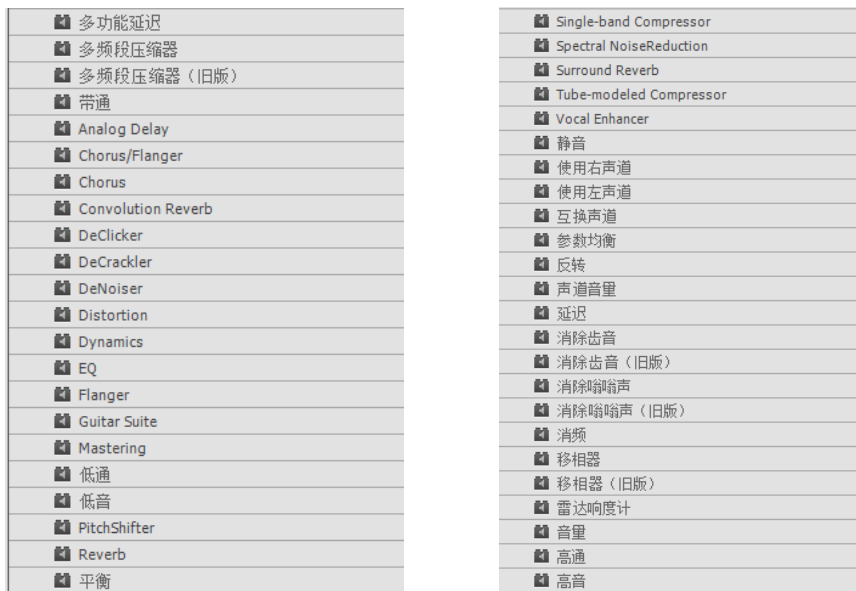 多功能延迟
多频段压缩器
多频段压缩器（旧版）
带通
Analog Delay
Chorus/Flanger
Chorus
Convolution Reverb
DeClicker
DeCrackler
DeNoiser
Distortion
Dynamics
EQ
Flanger
Guitar Suite
Mastering
低通
低音
PitchShifter
Reverb
平衡
Single-band Compressor
Spectral NoiseReduction
Surround Reverb
Tube-modeled Compressor
Vocal Enhancer
静音
使用右声道
使用左声道
互换声道
参数均衡
反转
声道音量
延迟
消除齿音
消除齿音（旧版）
消除嗡嗡声
消除嗡嗡声（旧版）
消频
移相器
移相器（旧版）
雷达响度计
音量
高通
高音